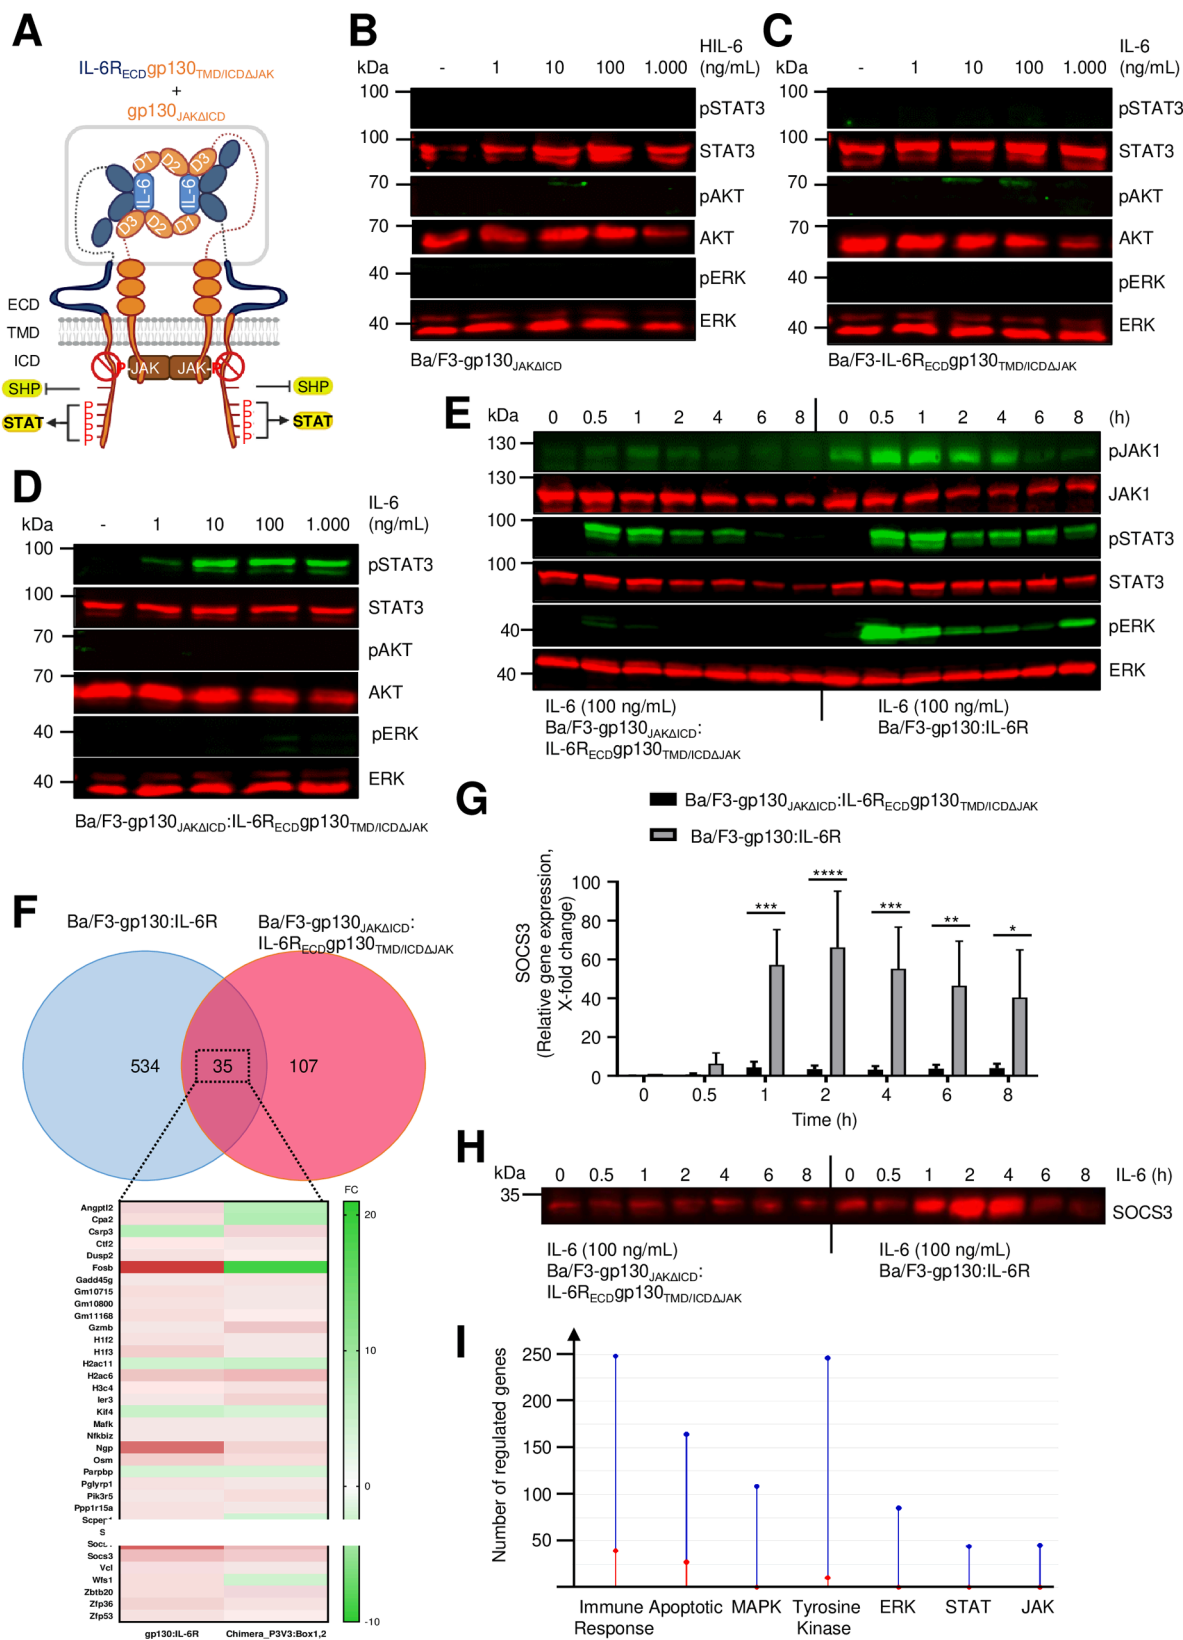 A
IL-6RECDgp130TMD/ICDΔJAK
+
gp130JAKΔICD
D1
D2
D3
IL-6
IL-6
D3
D2
D1
ECD
TMD
ICD
P-JAK
JAK-P
SHP
SHP
STAT
STAT
P
P
P
P
P
P
P
P
B
HIL-6
kDa - 1 10 100 1.000 (ng/mL)
100
pSTAT3
100
STAT3
70
pAKT
70
AKT
40
pERK
40
ERK
Ba/F3-gp130JAKΔICD
C
IL-6
kDa - 1 10 100 1.000 (ng/mL)
100
pSTAT3
100
STAT3
70
pAKT
70
AKT
40
pERK
40
ERK
Ba/F3-IL-6RECDgp130TMD/ICDΔJAK
D
IL-6
kDa - 1 10 100 1.000 (ng/mL)
100
pSTAT3
100
STAT3
70
pAKT
70
AKT
40
pERK
40
ERK
Ba/F3-gp130JAKΔICD:IL-6RECDgp130TMD/ICDΔJAK
E
kDa 0 0.5 1 2 4 6 8 0 0.5 1 2 4 6 8 (h)
130
pJAK1
130
JAK1
100
pSTAT3
100
STAT3
40
pERK
40
ERK
IL-6 (100 ng/mL)
Ba/F3-gp130JAKΔICD:
IL-6RECDgp130TMD/ICDΔJAK
IL-6 (100 ng/mL)
Ba/F3-gp130:IL-6R
F
Ba/F3-gp130:IL-6R
Ba/F3-gp130JAKΔICD:
IL-6RECDgp130TMD/ICDΔJAK
534
35
107
FC
20
10
0
-10
Angptl2
Cpa2
Csrp3
Ctf2
Dusp2
Fosb
Gadd45g
Gm10715
Gm10800
Gm11168
Gzmb
H1f2
H1f3
H2ac11
H2ac6
H3c4
Ier3
Kif4
Mafk
Nfkbiz
Ngp
Osm
Parpbp
Pglyrp1
Pik3r5
Ppp1r15a
S
Socs3
Vcl
Wfs1
Zbtb20
Zfp36
Zfp53
gp130:IL-6R
Chimera_P3V3:Box1,2
G
Ba/F3-gp130JAKΔICD:IL-6RECDgp130TMD/ICDΔJAK
Ba/F3-gp130:IL-6R
SOCS3
(Relative gene expression,
X-fold change)
100
80
60
40
20
0
***
****
***
**
*
0 0.5 1 2 4 6 8
Time (h)
H
kDa 0 0.5 1 2 4 6 8 0 0.5 1 2 4 6 8 IL-6 (h)
35
SOCS3
IL-6 (100 ng/mL)
Ba/F3-gp130JAKΔICD:
IL-6RECDgp130TMD/ICDΔJAK
IL-6 (100 ng/mL)
Ba/F3-gp130:IL-6R
I
Number of regulated genes
250
200
150
100
50
Immune Response
Apoptotic
MAPK
Tyrosine Kinase
ERK
STAT
JAK